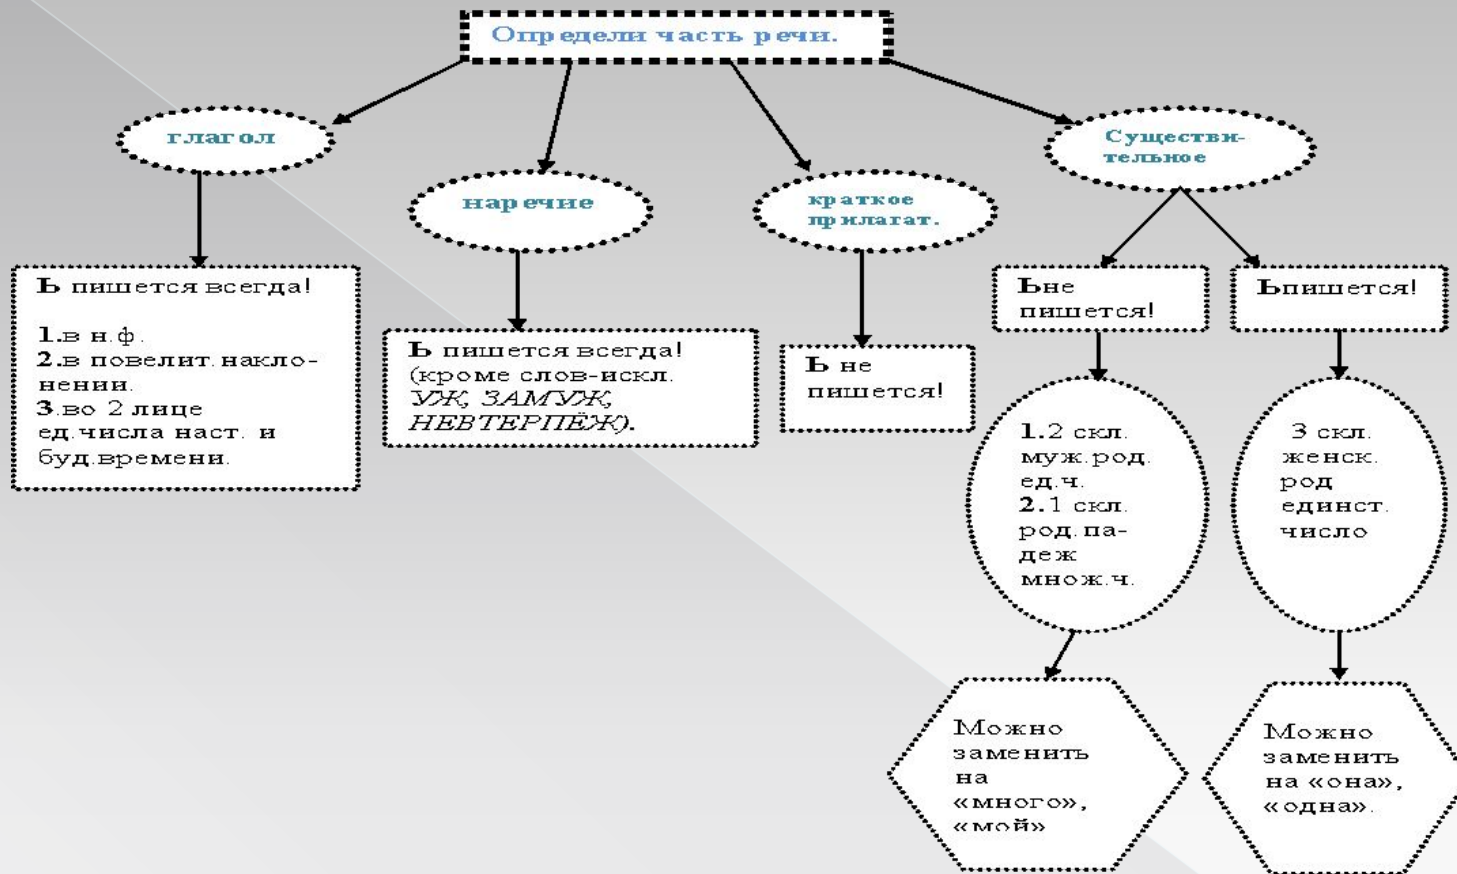 Определи часть речи.
глагол
наречие
краткое
прилагат.
Существи-
тельное
Ь пишется всегда!
1.в н.ф.
2.в повелит.накло-
нении.
3.во 2 лице
ед.числа наст. и
буд.времени.
Ь пишется всегда!
(кроме слов-искл.
УЖ, ЗАМУЖ,
НЕВТЕРПЁЖ).
Ь не
пишется!
Ьне
пишется!
Ьпишется!
1.2 скл.
муж.род.
ед.ч.
2.1 скл.
род.па-
деж
множ.ч.
3 скл.
женск.
род
единст.
число
Можно
заменить
на
«много»,
«мой»
Можно
заменить
на «она»,
«одна».